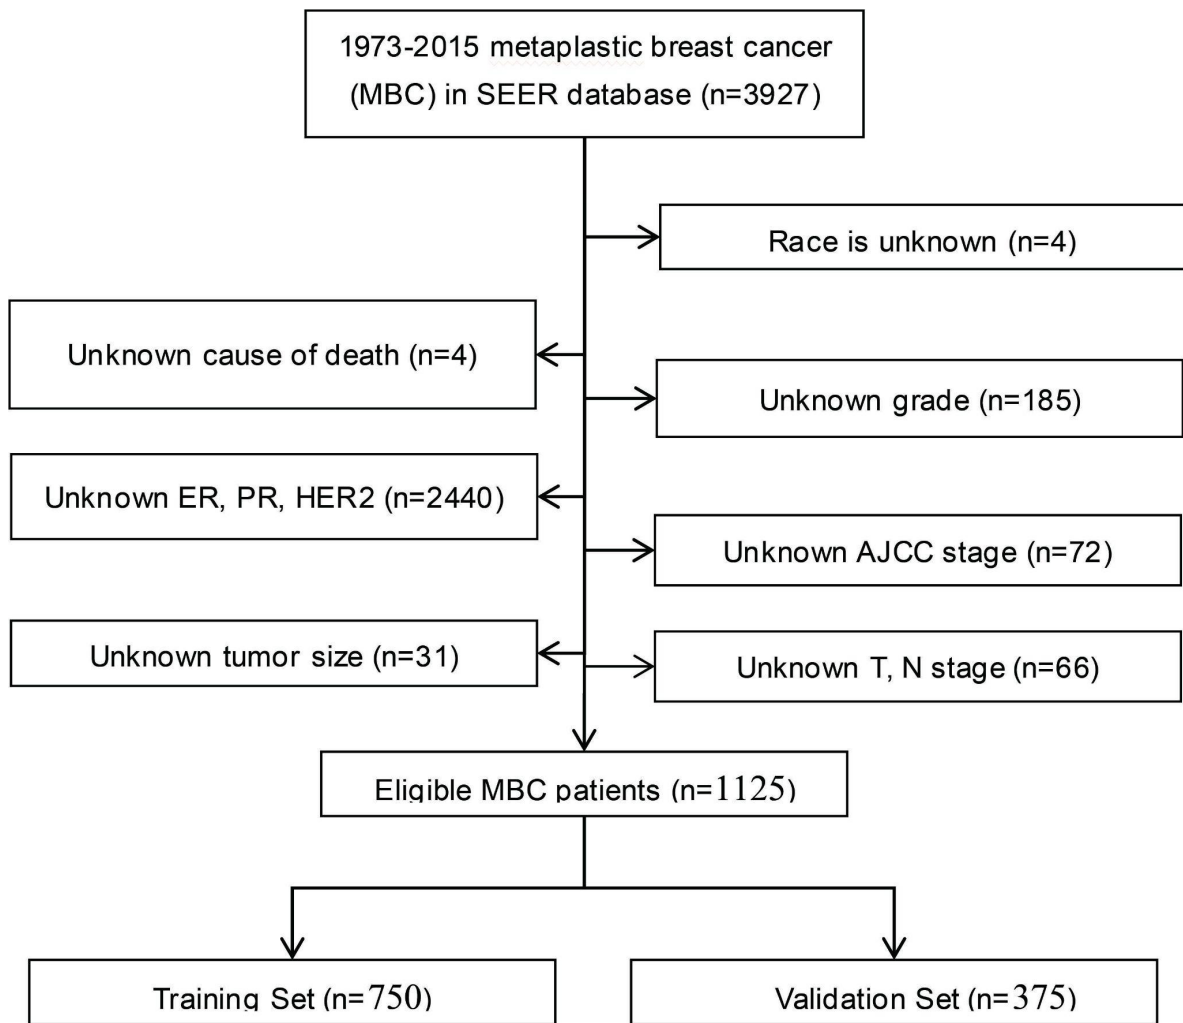 1973-2015 metaplastic breast cancer
(MBC) in SEER database (n=3927)
Race is unknown (n=4)
Unknown cause of death (n=4)
Unknown grade (n=185)
Unknown ER, PR, HER2 (n=2440)
Unknown AJCC stage (n=72)
Unknown tumor size (n=31)
Unknown T, N stage (n=66)
Eligible MBC patients (n=1125)
Training Set (n=750)
Validation Set (n=375)